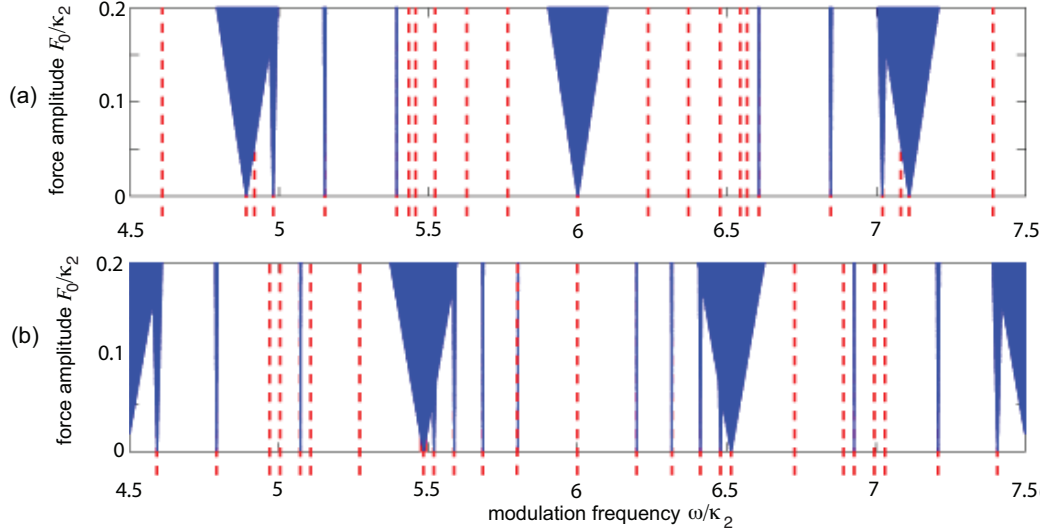 (a)
force amplitude F₀/κ₂
0.2
0.1
0
4.5 5 5.5 6 6.5 7 7.5
(b)
force amplitude F₀/κ₂
0.2
0.1
0
4.5 5 5.5 6 6.5 7 7.5
modulation frequency ω/κ₂